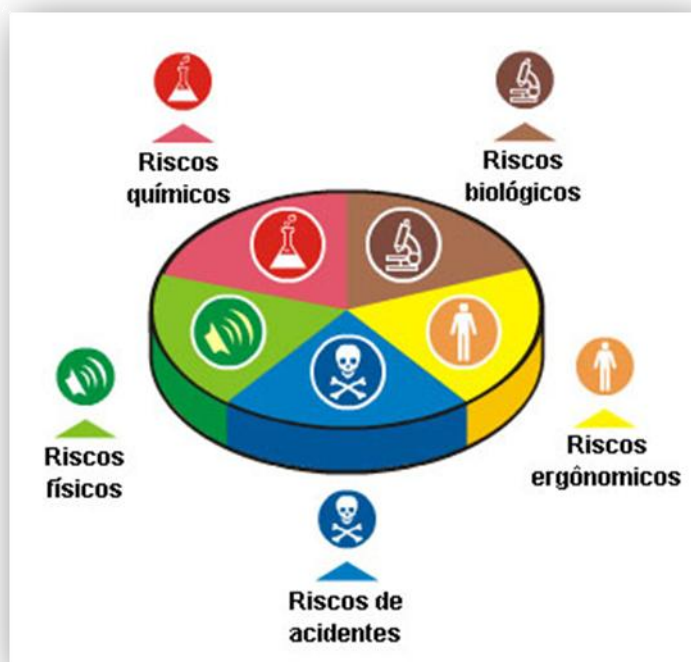 Riscos
químicos
Riscos
biológicos
Riscos
físicos
Riscos
ergônomicos
Riscos de
acidentes